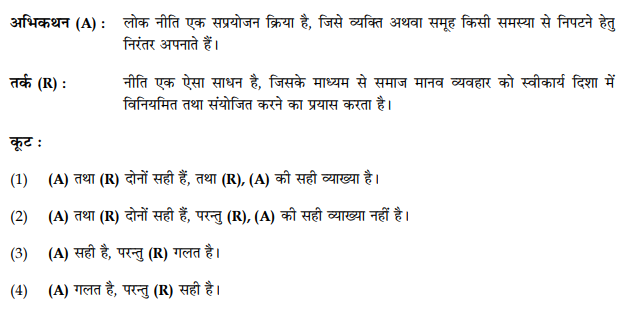 अभिकथन (A) : लोक नीति एक सप्रयोजन क्रिया है, जिसे व्यक्ति अथवा समूह किसी समस्या से निपटने हेतु
निरंतर अपनाते हैं।
तर्क (R) : नीति एक ऐसा साधन है, जिसके माध्यम से समाज मानव व्यवहार को स्वीकार्य दिशा में
विनियमित तथा संयोजित करने का प्रयास करता है।
कूट :
(1) (A) तथा (R) दोनों सही हैं, तथा (R), (A) की सही व्याख्या है।
(2) (A) तथा (R) दोनों सही हैं, परन्तु (R), (A) की सही व्याख्या नहीं है।
(3) (A) सही है, परन्तु (R) गलत है।
(4) (A) गलत है, परन्तु (R) सही है।